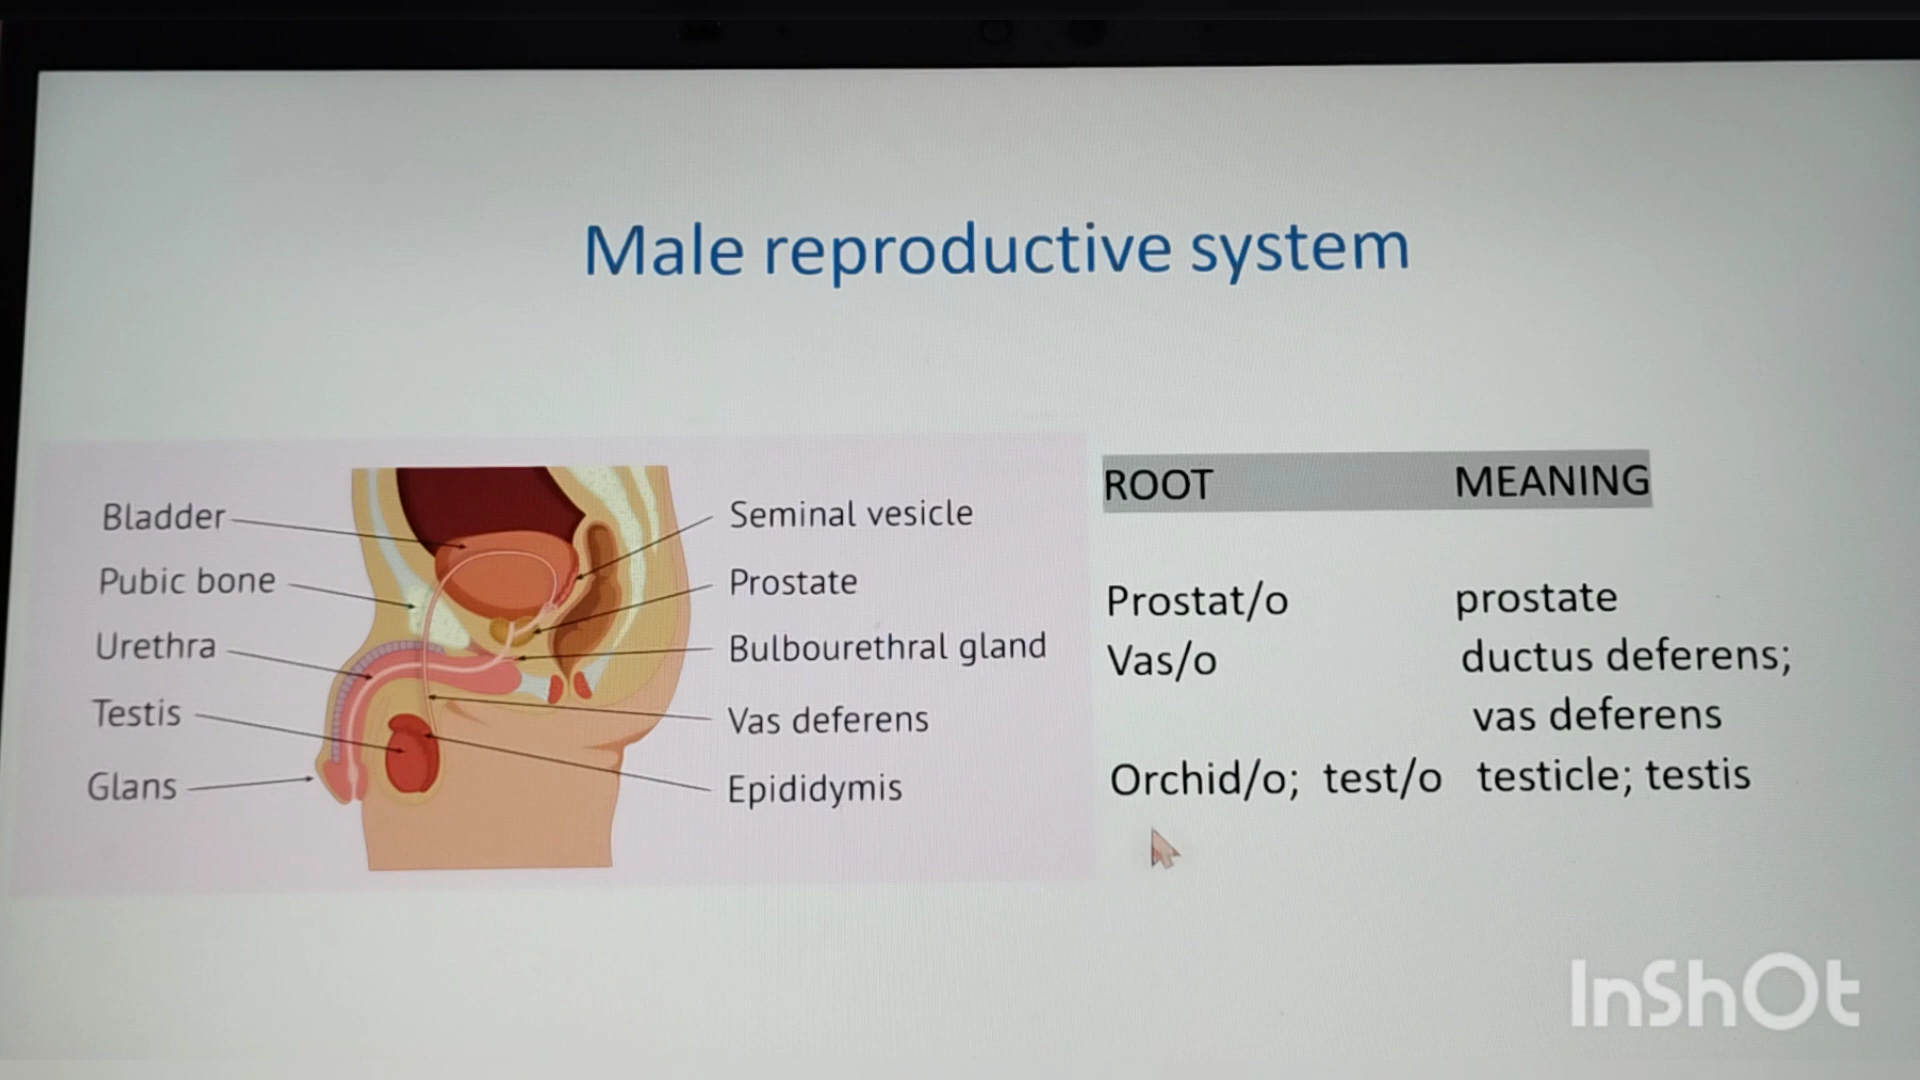 Male reproductive system
Bladder
Pubic bone
Urethra
Testis
Glans
Seminal vesicle
Prostate
Bulbourethral gland
Vas deferens
Epididymis
ROOT MEANING
Prostat/o prostate
Vas/o ductus deferens;
vas deferens
Orchid/o; test/o testicle; testis
InShOt